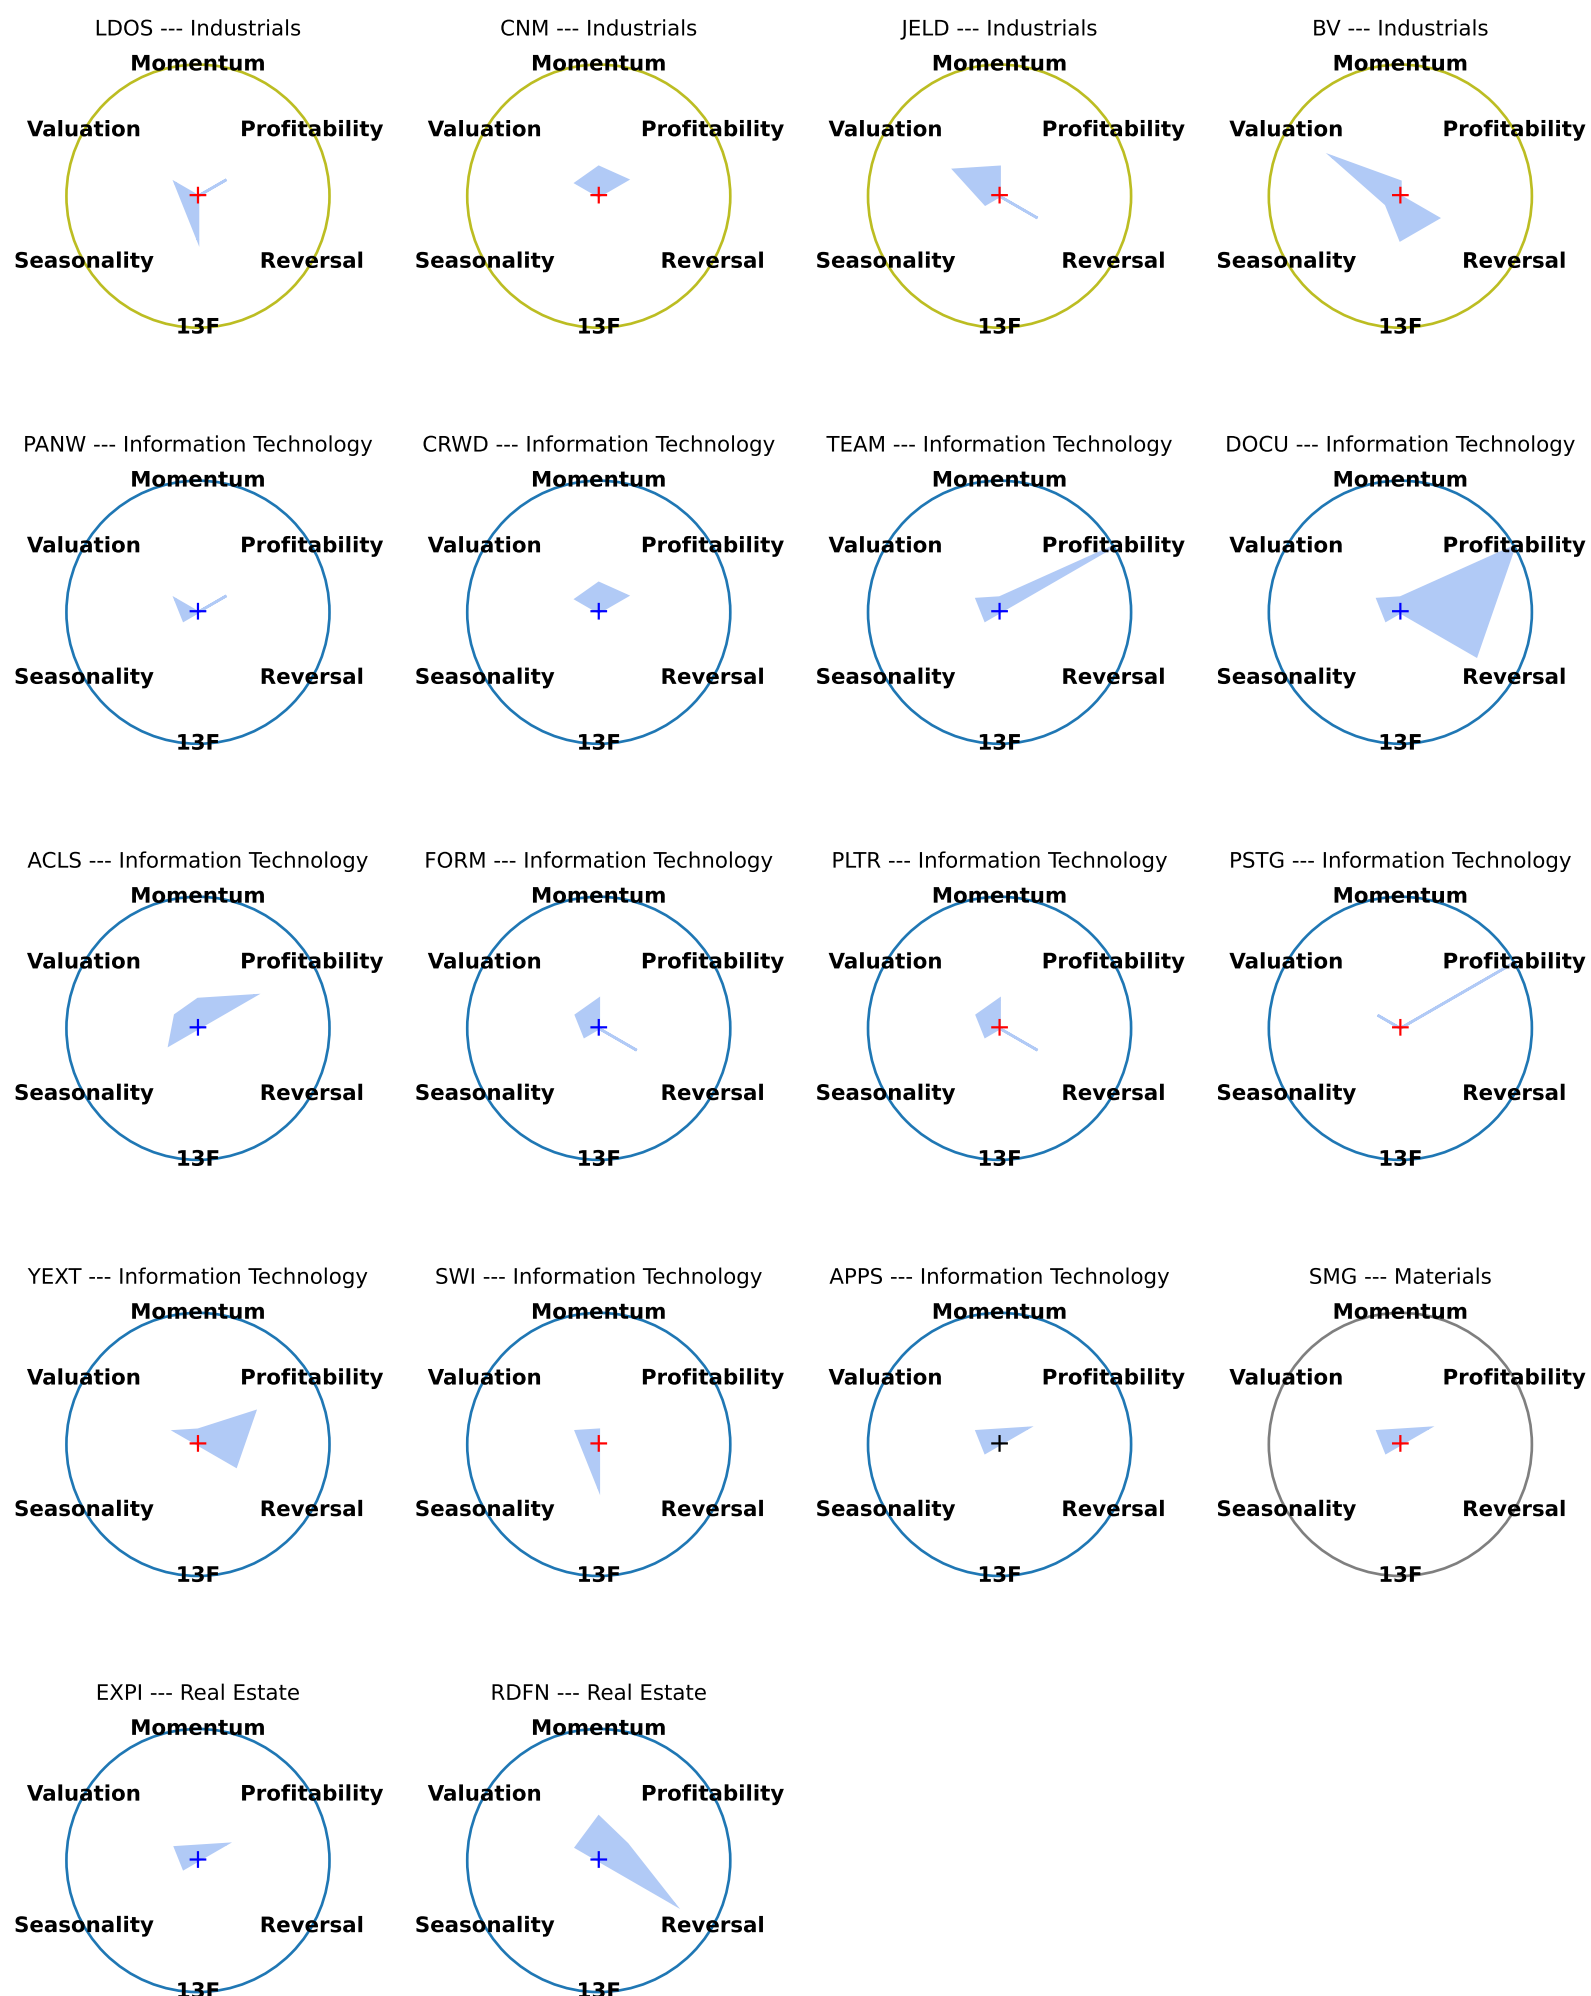 LDOS --- Industrials
Momentum
Valuation
Profitability
Seasonality
Reversal
13F
CNM --- Industrials
Momentum
Valuation
Profitability
Seasonality
Reversal
13F
JELD --- Industrials
Momentum
Valuation
Profitability
Seasonality
Reversal
13F
BV --- Industrials
Momentum
Valuation
Profitability
Seasonality
Reversal
13F
PANW --- Information Technology
Momentum
Valuation
Profitability
Seasonality
Reversal
13F
CRWD --- Information Technology
Momentum
Valuation
Profitability
Seasonality
Reversal
13F
TEAM --- Information Technology
Momentum
Valuation
Profitability
Seasonality
Reversal
13F
DOCU --- Information Technology
Momentum
Valuation
Profitability
Seasonality
Reversal
13F
ACLS --- Information Technology
Momentum
Valuation
Profitability
Seasonality
Reversal
13F
FORM --- Information Technology
Momentum
Valuation
Profitability
Seasonality
Reversal
13F
PLTR --- Information Technology
Momentum
Valuation
Profitability
Seasonality
Reversal
13F
PSTG --- Information Technology
Momentum
Valuation
Profitability
Seasonality
Reversal
13F
YEXT --- Information Technology
Momentum
Valuation
Profitability
Seasonality
Reversal
13F
SWI --- Information Technology
Momentum
Valuation
Profitability
Seasonality
Reversal
13F
APPS --- Information Technology
Momentum
Valuation
Profitability
Seasonality
Reversal
13F
SMG --- Materials
Momentum
Valuation
Profitability
Seasonality
Reversal
13F
EXPI --- Real Estate
Momentum
Valuation
Profitability
Seasonality
Reversal
13F
RDFN --- Real Estate
Momentum
Valuation
Profitability
Seasonality
Reversal
13F